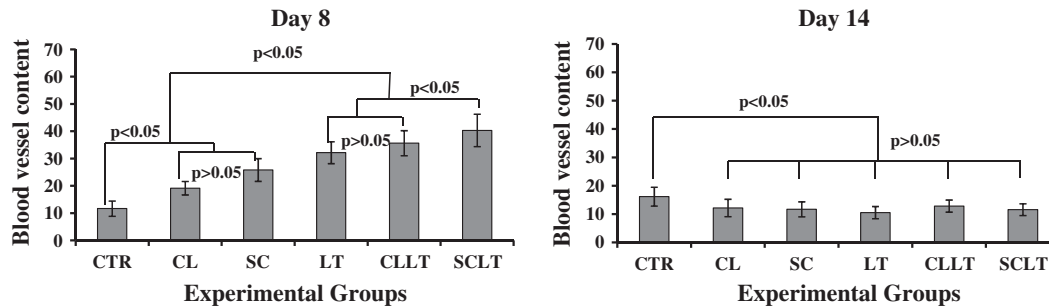 Day 8
Blood vessel content
70
60
50
40
30
20
10
0
p<0.05
p<0.05
p<0.05
p>0.05
p>0.05
CTR CL SC LT CLLT SCLT
Experimental Groups
Day 14
Blood vessel content
70
60
50
40
30
20
10
0
p<0.05
p>0.05
CTR CL SC LT CLLT SCLT
Experimental Groups